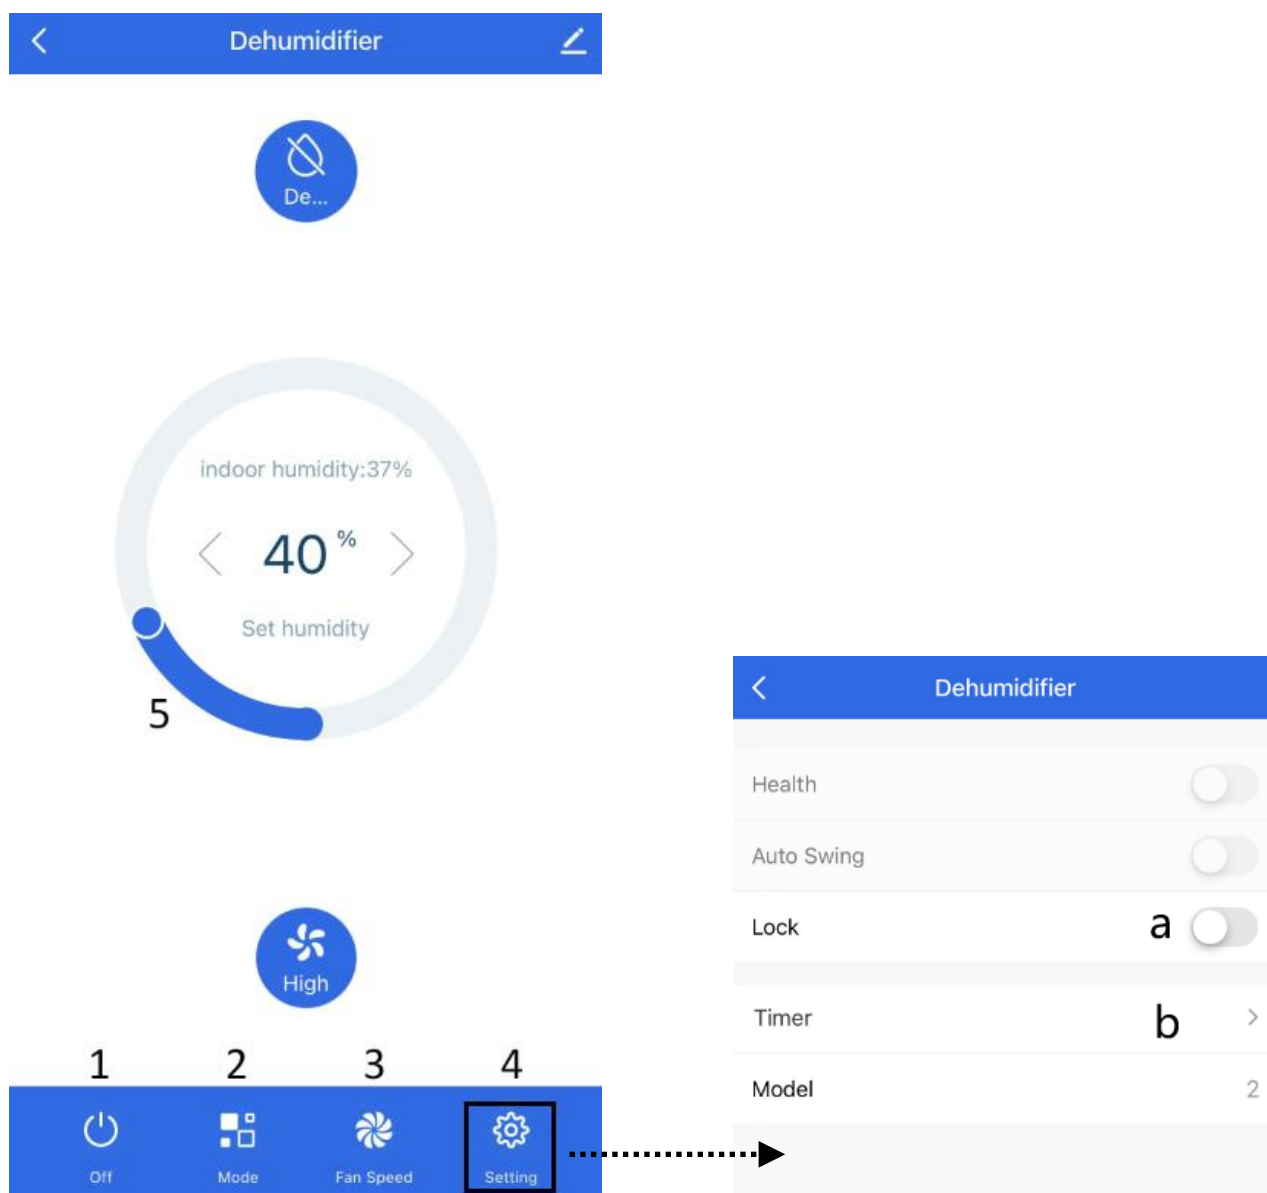 Dehumidifier
De...
indoor humidity:37%
40 %
Set humidity
5
High
1 2 3 4
Off Mode Fan Speed Setting
Dehumidifier
Health
Auto Swing
Lock a
Timer b
Model 2